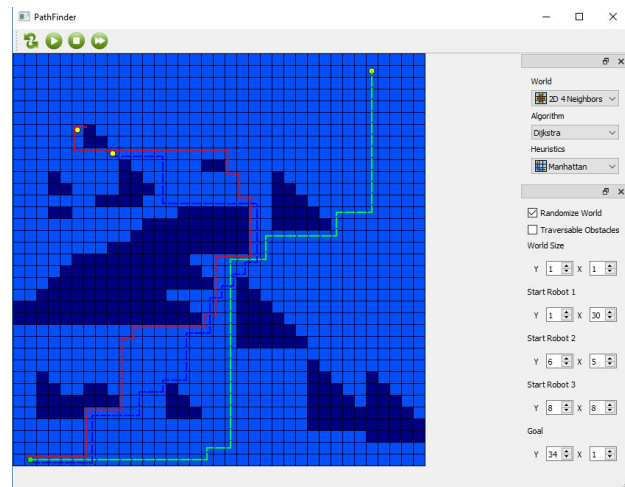 PathFinder
World
2D 4 Neighbors
Algorithm
Dijkstra
Heuristics
Manhattan
Randomize World
Traversable Obstacles
World Size
Y 1 X 1
Start Robot 1
Y 1 X 30
Start Robot 2
Y 6 X 5
Start Robot 3
Y 8 X 8
Goal
Y 34 X 1